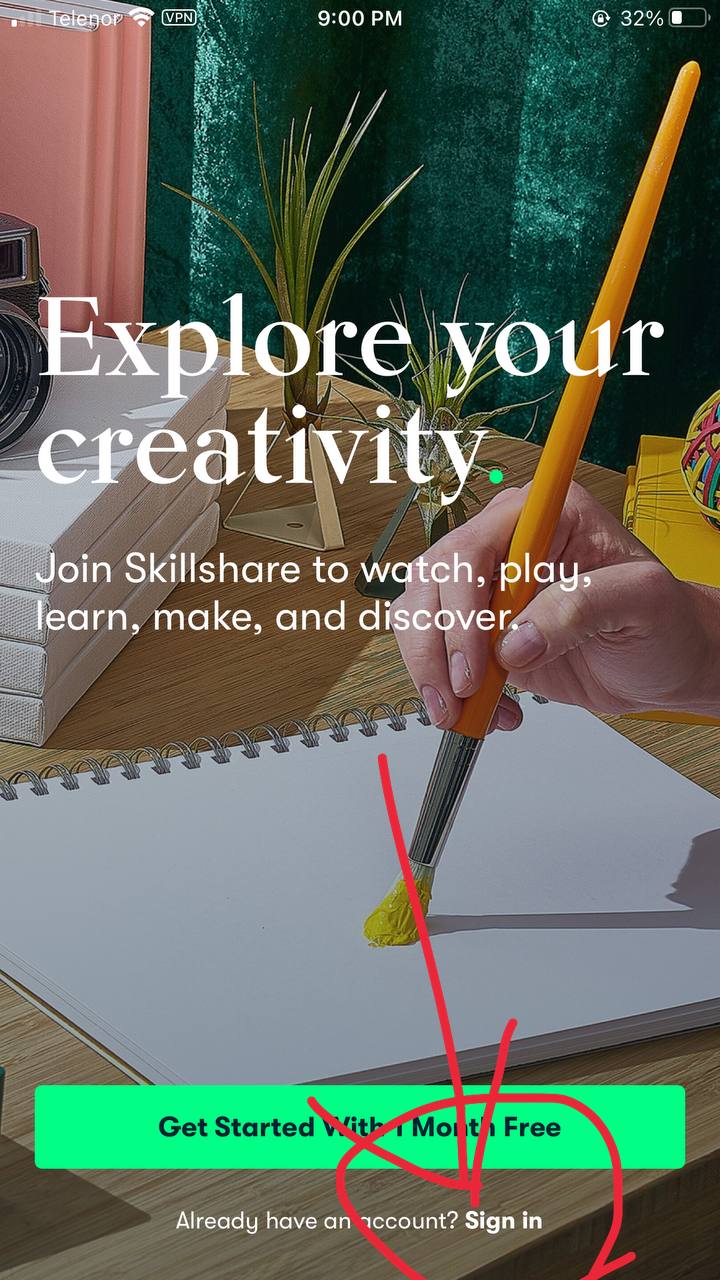 Telenor VPN 9:00 PM 32%
Explore your
creativity.
Join Skillshare to watch, play,
learn, make, and discover.
Get Started With 1 Month Free
Already have an account? Sign in